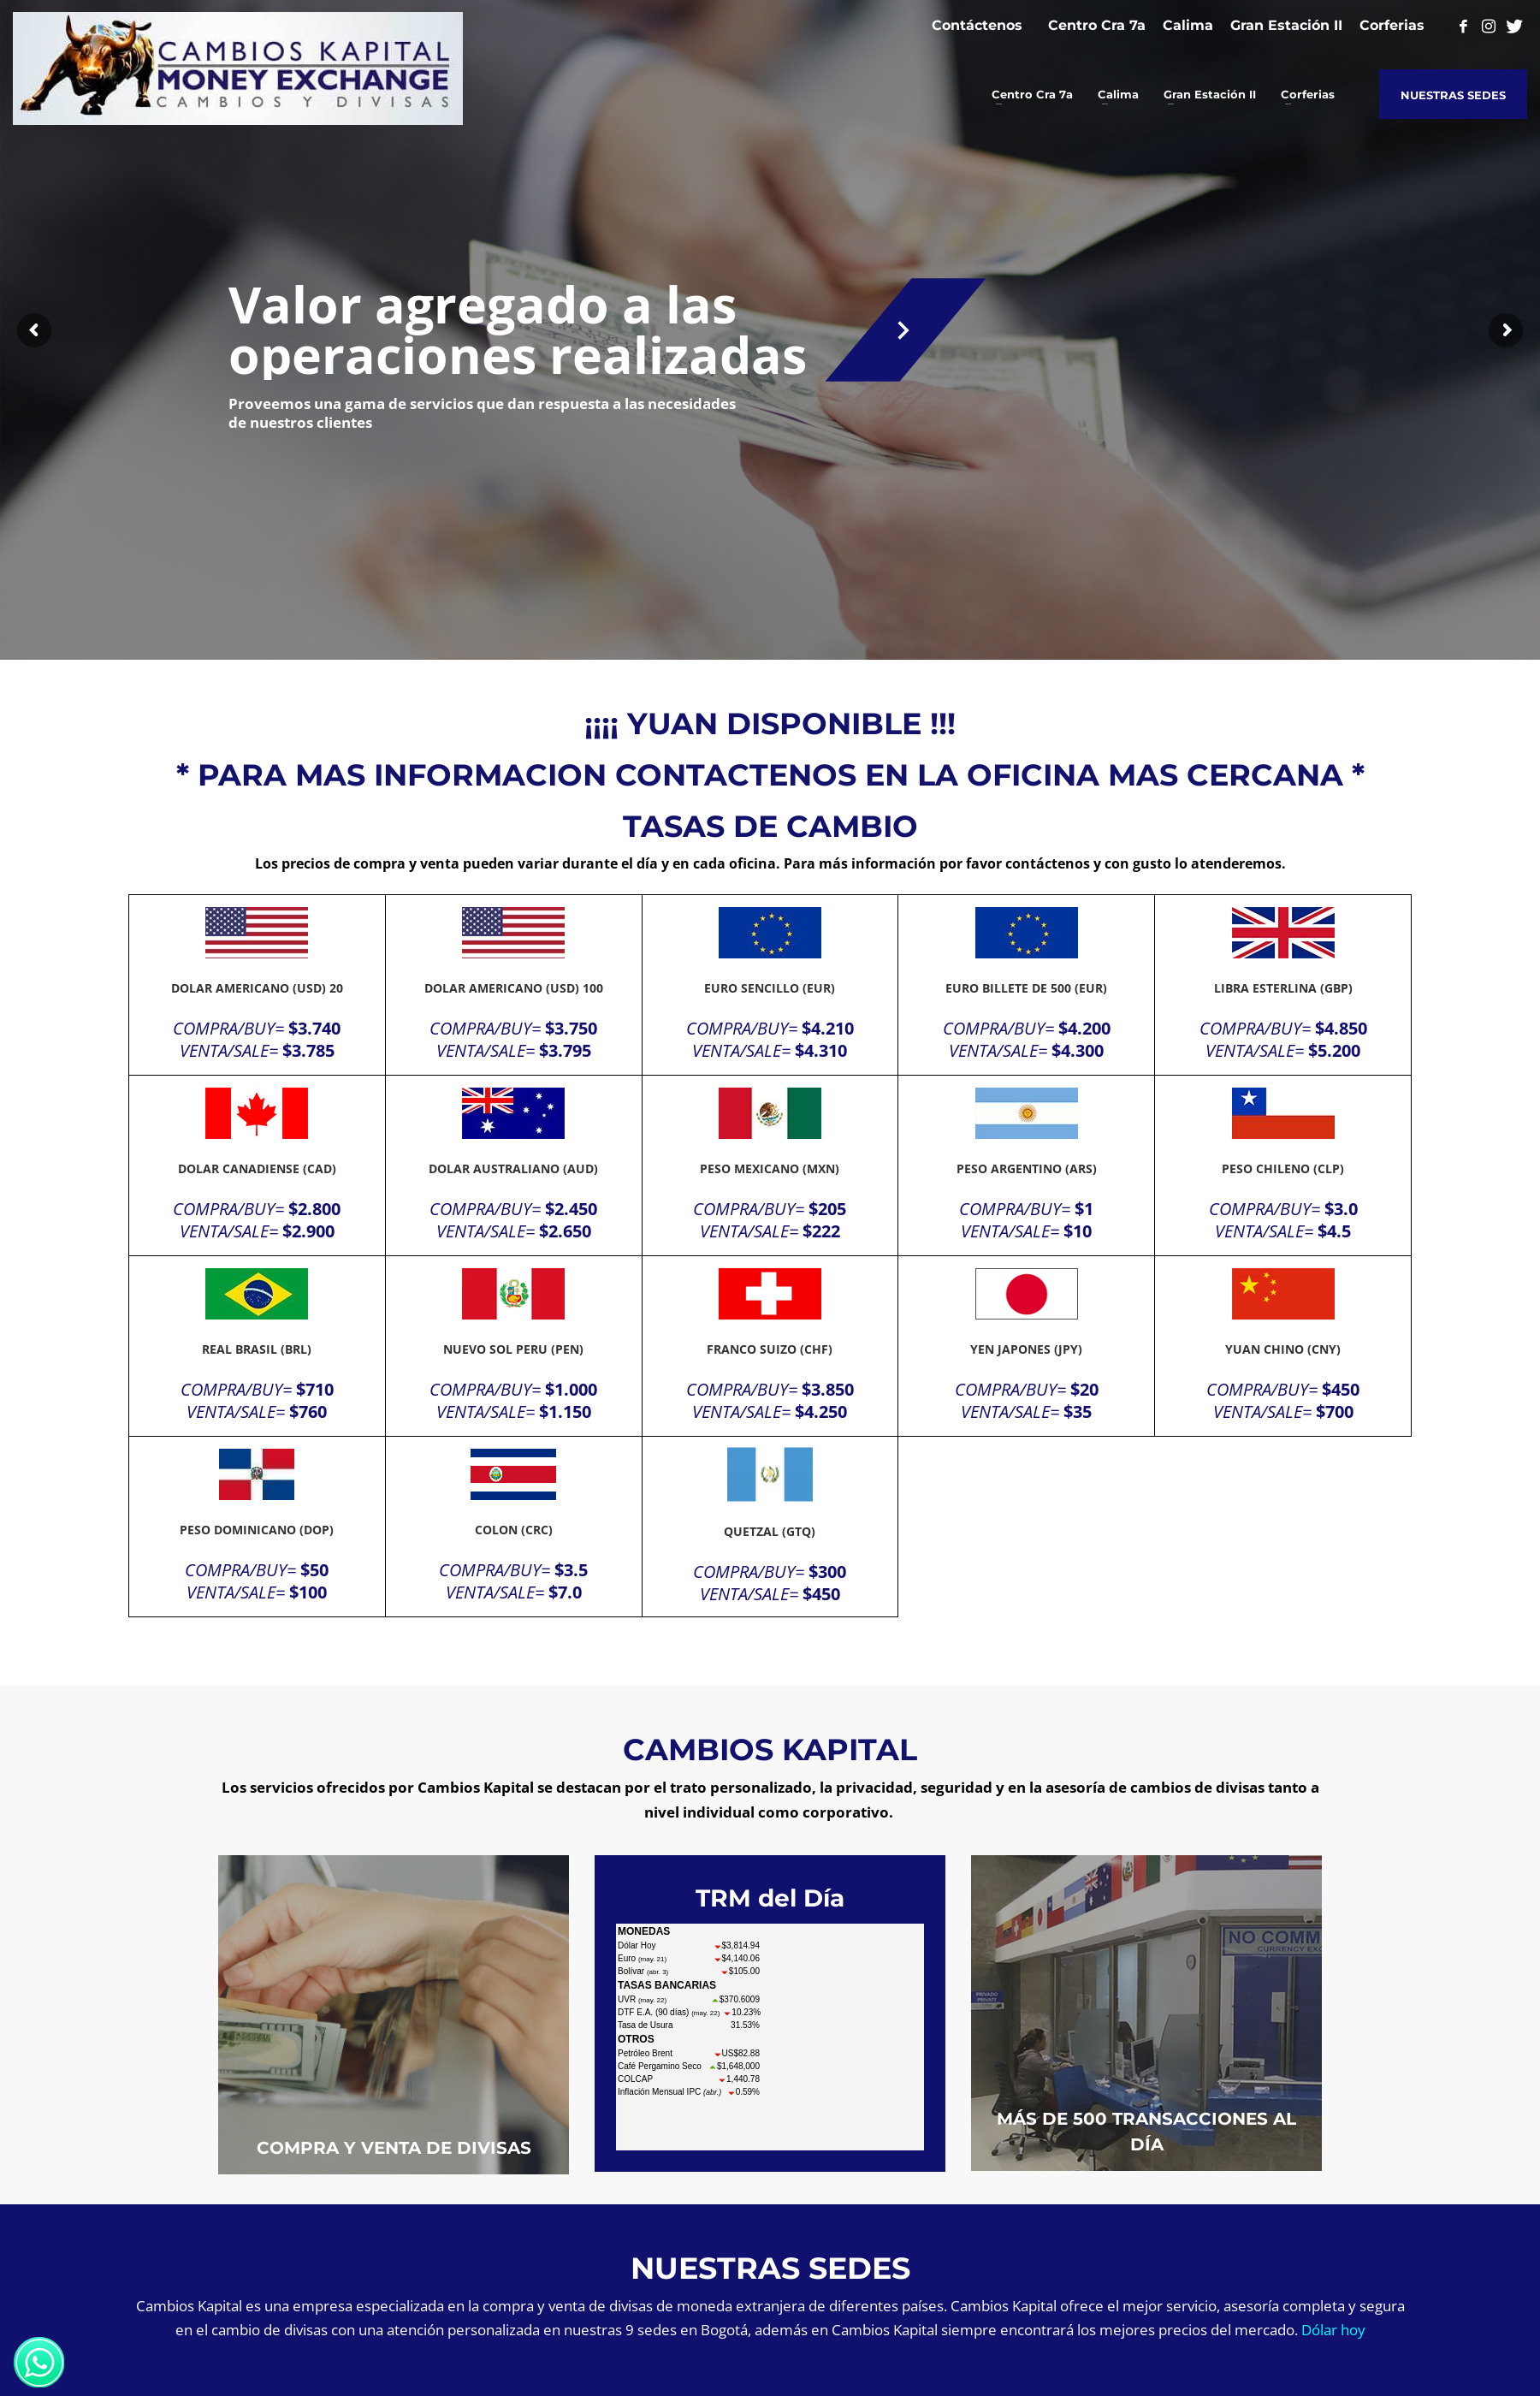 CAMBIOS KAPITAL
MONEY EXCHANGE
CAMBIOS Y DIVISAS
Contáctenos Centro Cra 7a Calima Gran Estación II Corferias
Centro Cra 7a Calima Gran Estación II Corferias NUESTRAS SEDES
Valor agregado a las
operaciones realizadas
Proveemos una gama de servicios que dan respuesta a las necesidades
de nuestros clientes
¡¡¡¡ YUAN DISPONIBLE !!!
* PARA MAS INFORMACION CONTACTENOS EN LA OFICINA MAS CERCANA *
TASAS DE CAMBIO
Los precios de compra y venta pueden variar durante el día y en cada oficina. Para más información por favor contáctenos y con gusto lo atenderemos.
DOLAR AMERICANO (USD) 20
COMPRA/BUY= $3.740
VENTA/SALE= $3.785
DOLAR AMERICANO (USD) 100
COMPRA/BUY= $3.750
VENTA/SALE= $3.795
EURO SENCILLO (EUR)
COMPRA/BUY= $4.210
VENTA/SALE= $4.310
EURO BILLETE DE 500 (EUR)
COMPRA/BUY= $4.200
VENTA/SALE= $4.300
LIBRA ESTERLINA (GBP)
COMPRA/BUY= $4.850
VENTA/SALE= $5.200
DOLAR CANADIENSE (CAD)
COMPRA/BUY= $2.800
VENTA/SALE= $2.900
DOLAR AUSTRALIANO (AUD)
COMPRA/BUY= $2.450
VENTA/SALE= $2.650
PESO MEXICANO (MXN)
COMPRA/BUY= $205
VENTA/SALE= $222
PESO ARGENTINO (ARS)
COMPRA/BUY= $1
VENTA/SALE= $10
PESO CHILENO (CLP)
COMPRA/BUY= $3.0
VENTA/SALE= $4.5
REAL BRASIL (BRL)
COMPRA/BUY= $710
VENTA/SALE= $760
NUEVO SOL PERU (PEN)
COMPRA/BUY= $1.000
VENTA/SALE= $1.150
FRANCO SUIZO (CHF)
COMPRA/BUY= $3.850
VENTA/SALE= $4.250
YEN JAPONES (JPY)
COMPRA/BUY= $20
VENTA/SALE= $35
YUAN CHINO (CNY)
COMPRA/BUY= $450
VENTA/SALE= $700
PESO DOMINICANO (DOP)
COMPRA/BUY= $50
VENTA/SALE= $100
COLON (CRC)
COMPRA/BUY= $3.5
VENTA/SALE= $7.0
QUETZAL (GTQ)
COMPRA/BUY= $300
VENTA/SALE= $450
CAMBIOS KAPITAL
Los servicios ofrecidos por Cambios Kapital se destacan por el trato personalizado, la privacidad, seguridad y en la asesoría de cambios de divisas tanto a
nivel individual como corporativo.
COMPRA Y VENTA DE DIVISAS
TRM del Día
MONEDAS
Dólar Hoy $3,814.94
Euro (may. 21) $4,140.06
Bolívar (abr. 3) $105.00
TASAS BANCARIAS
UVR (may. 22) $370.6009
DTF E.A. (90 días) (may. 22) 10.23%
Tasa de Usura 31.53%
OTROS
Petróleo Brent US$82.88
Café Pergamino Seco $1,648,000
COLCAP 1,440.78
Inflación Mensual IPC (abr.) 0.59%
NO COMM
CURRENCY EXC
PRIVADO
PRIVATE
MÁS DE 500 TRANSACCIONES AL
DÍA
NUESTRAS SEDES
Cambios Kapital es una empresa especializada en la compra y venta de divisas de moneda extranjera de diferentes países. Cambios Kapital ofrece el mejor servicio, asesoría completa y segura
en el cambio de divisas con una atención personalizada en nuestras 9 sedes en Bogotá, además en Cambios Kapital siempre encontrará los mejores precios del mercado. Dólar hoy